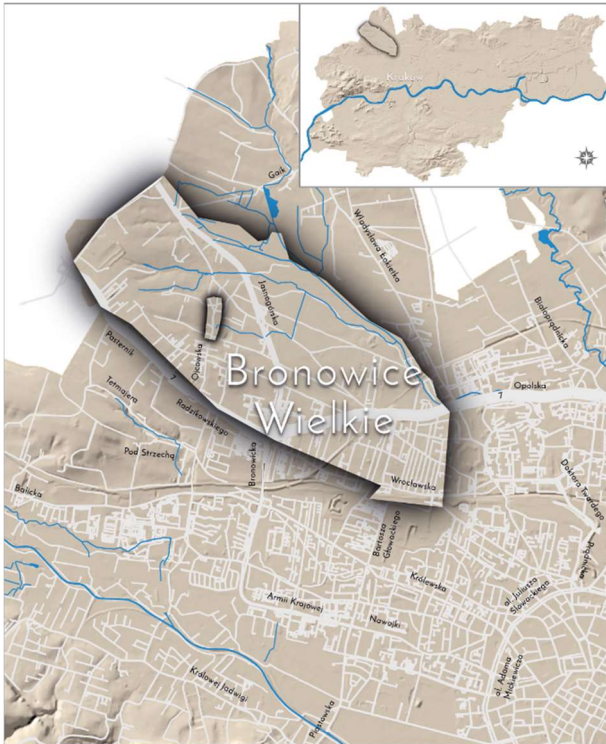 Kraków
Gaik
Władysława Łokietka
Jasnogórska
Białoprądnicka
Pasternik
7
Ojcowska
Tetmajera
Radzikowskiego
Bronowice
Wielkie
Opolska
7
Pod Strzechą
Bronowicka
Wrocławska
Doktora Twardego
Balicka
Bartosza
Głowackiego
Prądnicka
Królewska
al. Juliusza
Słowackiego
Armii Krajowej
Nawojki
al. Adama
Mickiewicza
Królowej Jadwigi
Piastowska